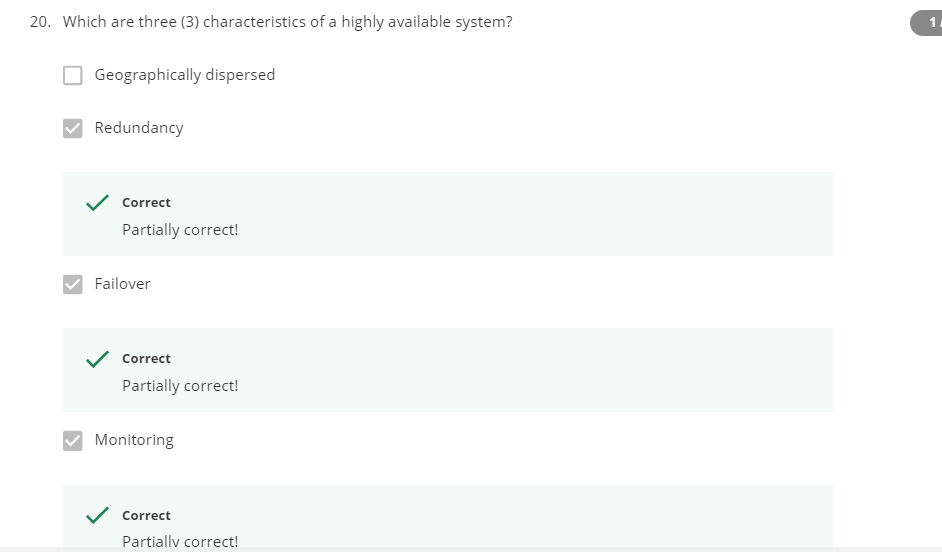 20. Which are three (3) characteristics of a highly available system?
1/
Geographically dispersed
Redundancy
Correct
Partially correct!
Failover
Correct
Partially correct!
Monitoring
Correct
Partially correct!